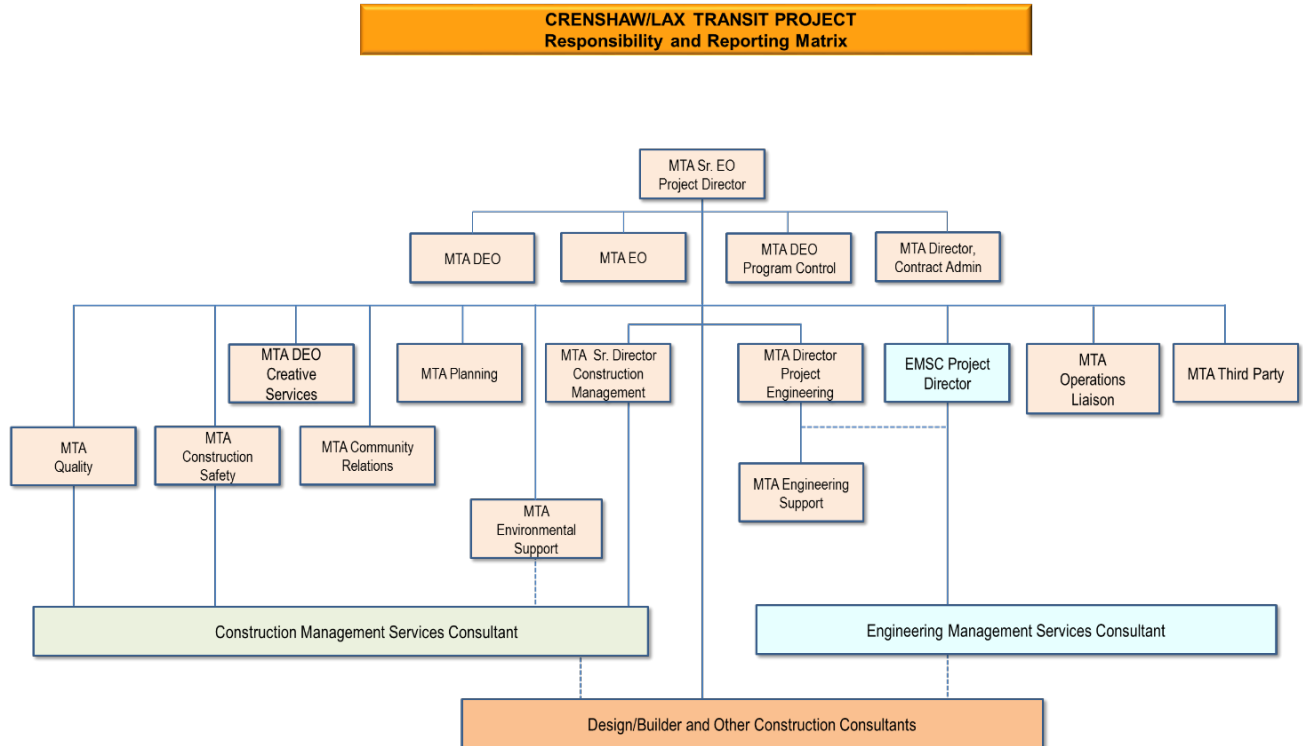 CRENSHAW/LAX TRANSIT PROJECT
Responsibility and Reporting Matrix
MTA Sr. EO
Project Director
MTA DEO
MTA EO
MTA DEO
Program Control
MTA Director,
Contract Admin
MTA DEO
Creative
Services
MTA Planning
MTA Sr. Director
Construction
Management
MTA Director
Project
Engineering
EMSC Project
Director
MTA
Operations
Liaison
MTA Third Party
MTA
Quality
MTA
Construction
Safety
MTA Community
Relations
MTA Engineering
Support
MTA
Environmental
Support
Construction Management Services Consultant
Engineering Management Services Consultant
Design/Builder and Other Construction Consultants